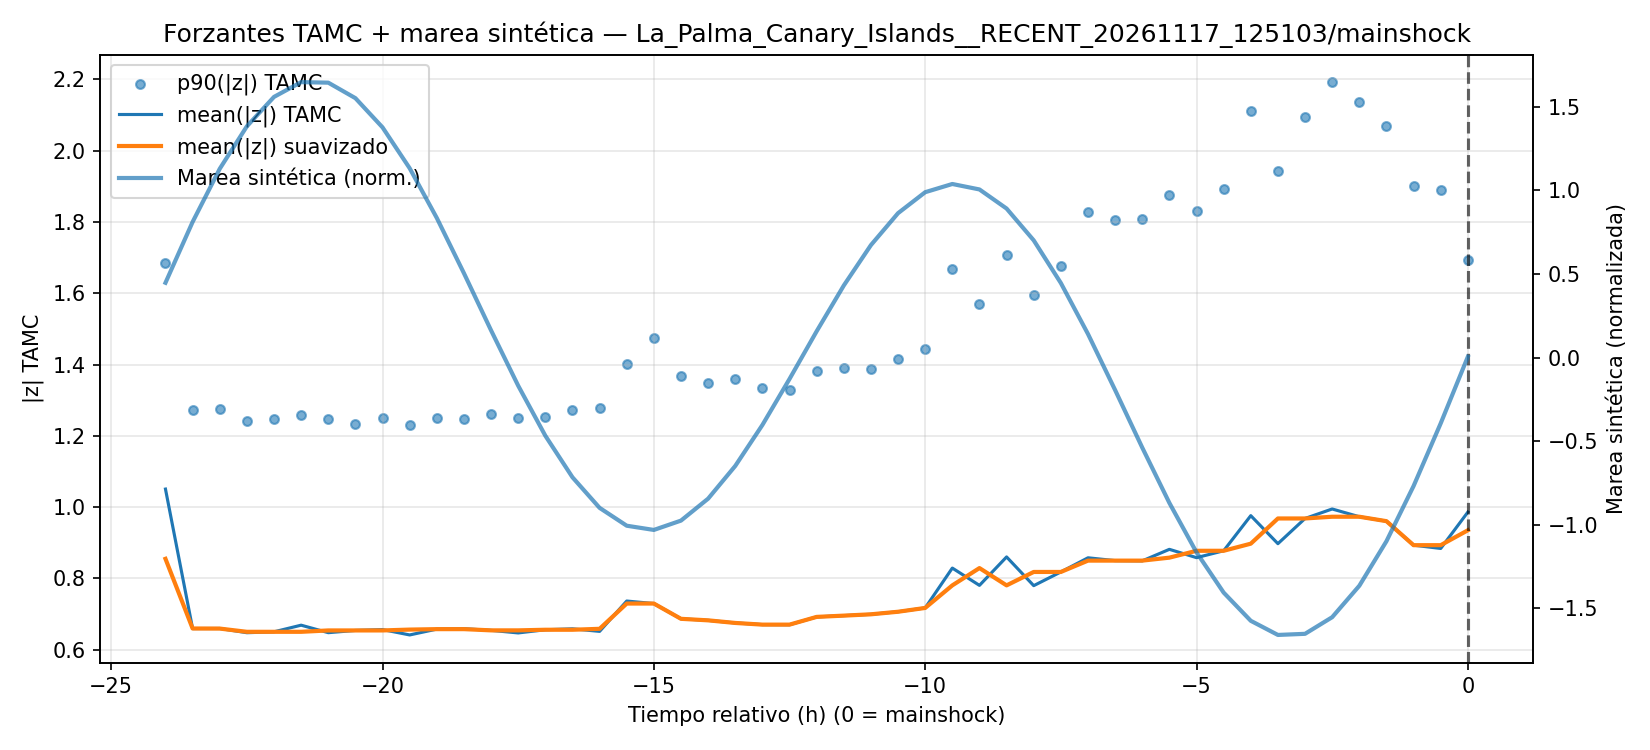 Forzantes TAMC + marea sintética — La_Palma_Canary_Islands__RECENT_20261117_125103/mainshock
p90(|z|) TAMC
mean(|z|) TAMC
mean(|z|) suavizado
Marea sintética (norm.)
|z| TAMC
2.2
2.0
1.8
1.6
1.4
1.2
1.0
0.8
0.6
1.5
1.0
0.5
0.0
−0.5
−1.0
−1.5
Marea sintética (normalizada)
−25 −20 −15 −10 −5 0
Tiempo relativo (h) (0 = mainshock)